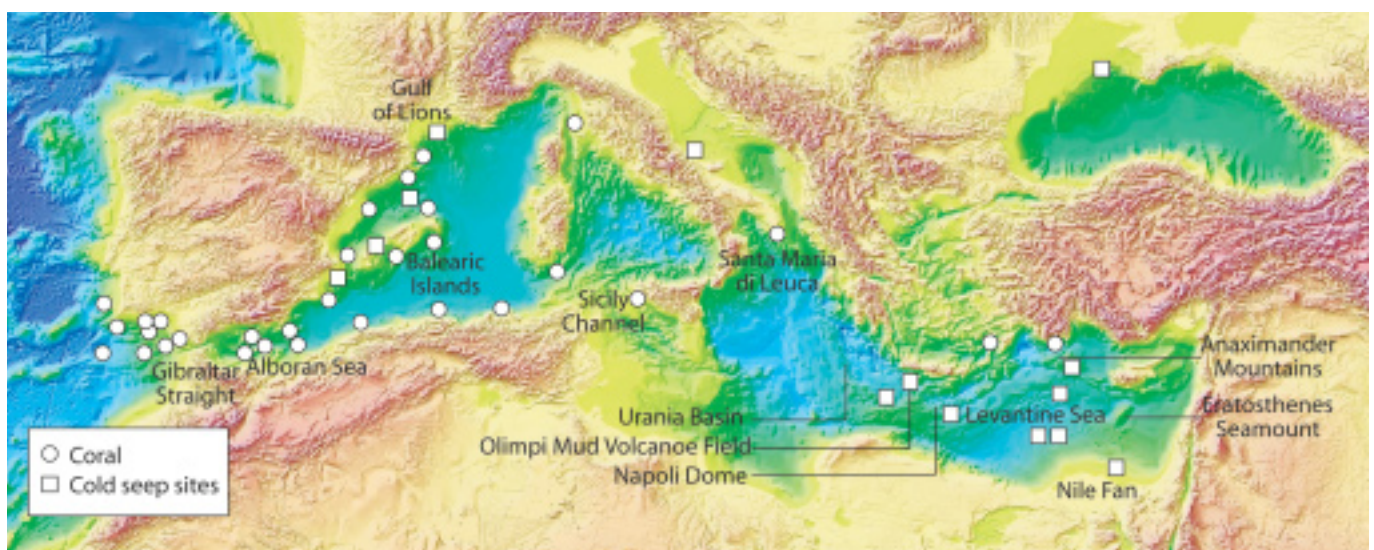 Gulf
of Lions
Balearic
Islands
Santa Maria
di Leuca
Sicily
Channel
Gibraltar
Straight
Alboran Sea
Anaximander
Mountains
Urania Basin
Levantine Sea
Eratosthenes
Seamount
Olimpi Mud Volcanoe Field
Napoli Dome
Nile Fan
Coral
Cold seep sites